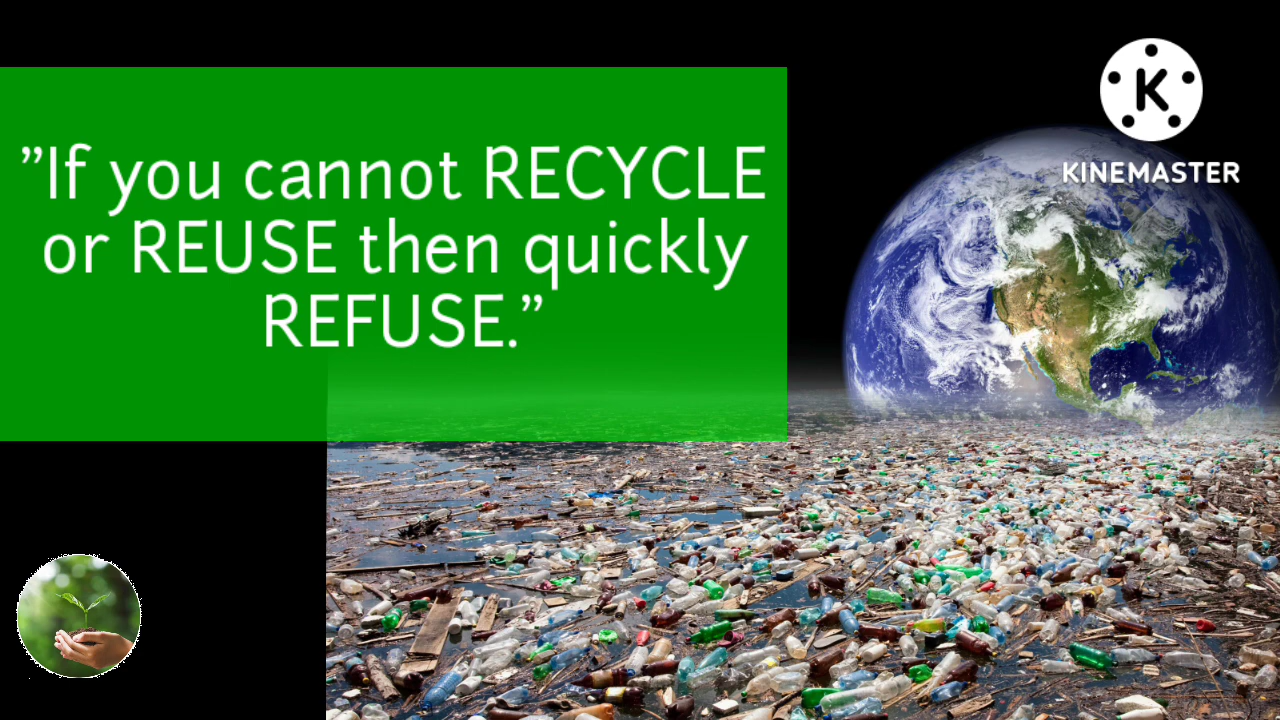 ”If you cannot RECYCLE
or REUSE then quickly
REFUSE.”
K
KINEMASTER